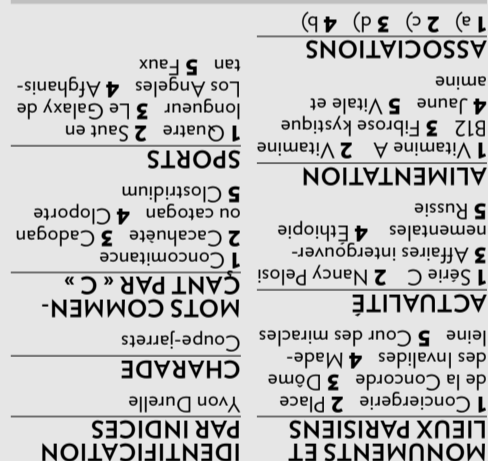 MONUMENTS ET
LIEUX PARISIENS
1 Conciergerie 2 Place
de la Concorde 3 Dôme
des Invalides 4 Made-
leine 5 Cour des miracles
ACTUALITÉ
1 Série C 2 Nancy Pelosi
3 Affaires intergouver-
nementales 4 Éthiopie
5 Russie
ALIMENTATION
1 Vitamine A 2 Vitamine
B12 3 Fibrose kystique
4 Jaune 5 Vitale et
amine
ASSOCIATIONS
1 a) 2 c) 3 d) 4 b)
IDENTIFICATION
PAR INDICES
Yvon Durelle
CHARADE
Coupe-jarrets
MOTS COMMEN-
ÇANT PAR « C »
1 Concomitance
2 Cacahuète 3 Cadogan
ou catogan 4 Cloporte
5 Clostridium
SPORTS
1 Quatre 2 Saut en
longueur 3 Le Galaxy de
Los Angeles 4 Afghanis-
tan 5 Faux